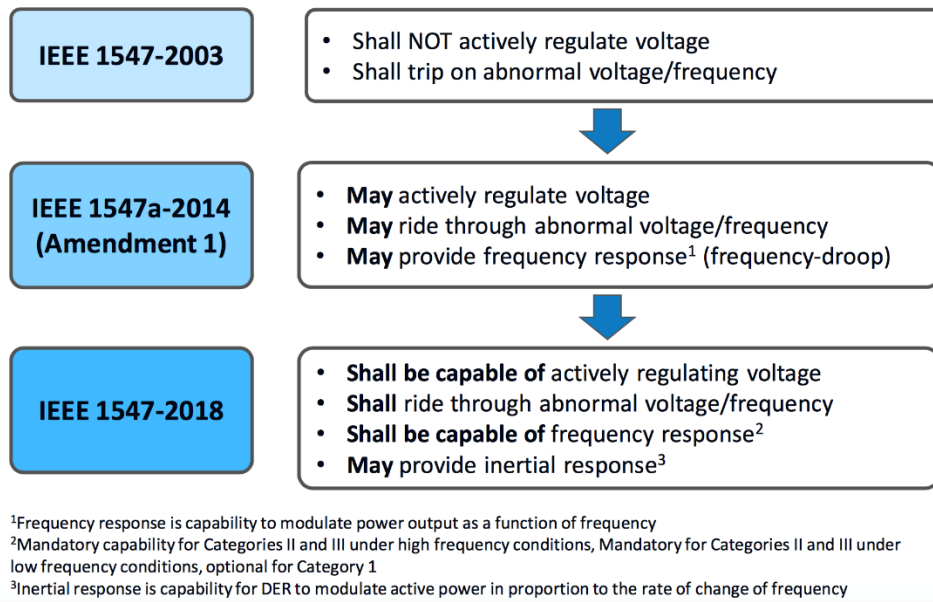 IEEE 1547-2003
• Shall NOT actively regulate voltage
• Shall trip on abnormal voltage/frequency
IEEE 1547a-2014
(Amendment 1)
• May actively regulate voltage
• May ride through abnormal voltage/frequency
• May provide frequency response¹ (frequency-droop)
IEEE 1547-2018
• Shall be capable of actively regulating voltage
• Shall ride through abnormal voltage/frequency
• Shall be capable of frequency response²
• May provide inertial response³
¹Frequency response is capability to modulate power output as a function of frequency
²Mandatory capability for Categories II and III under high frequency conditions, Mandatory for Categories II and III under
low frequency conditions, optional for Category 1
³Inertial response is capability for DER to modulate active power in proportion to the rate of change of frequency